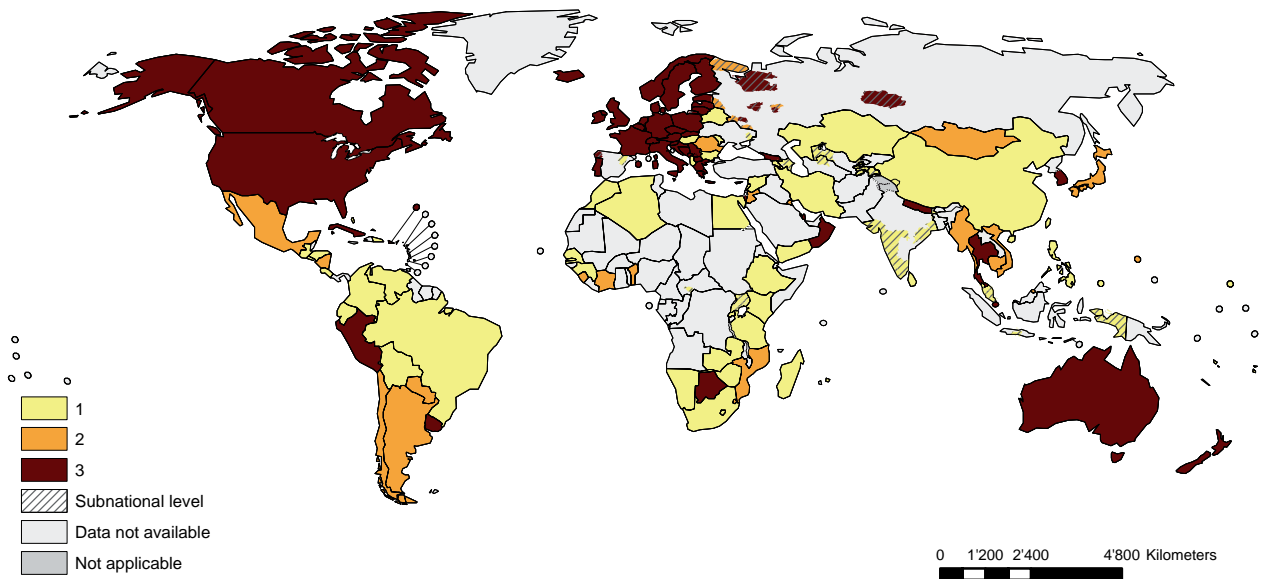 1
2
3
Subnational level
Data not available
Not applicable
0 1'200 2'400 4'800 Kilometers